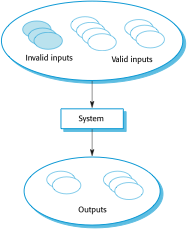 Invalid inputs
Valid inputs
System
Outputs